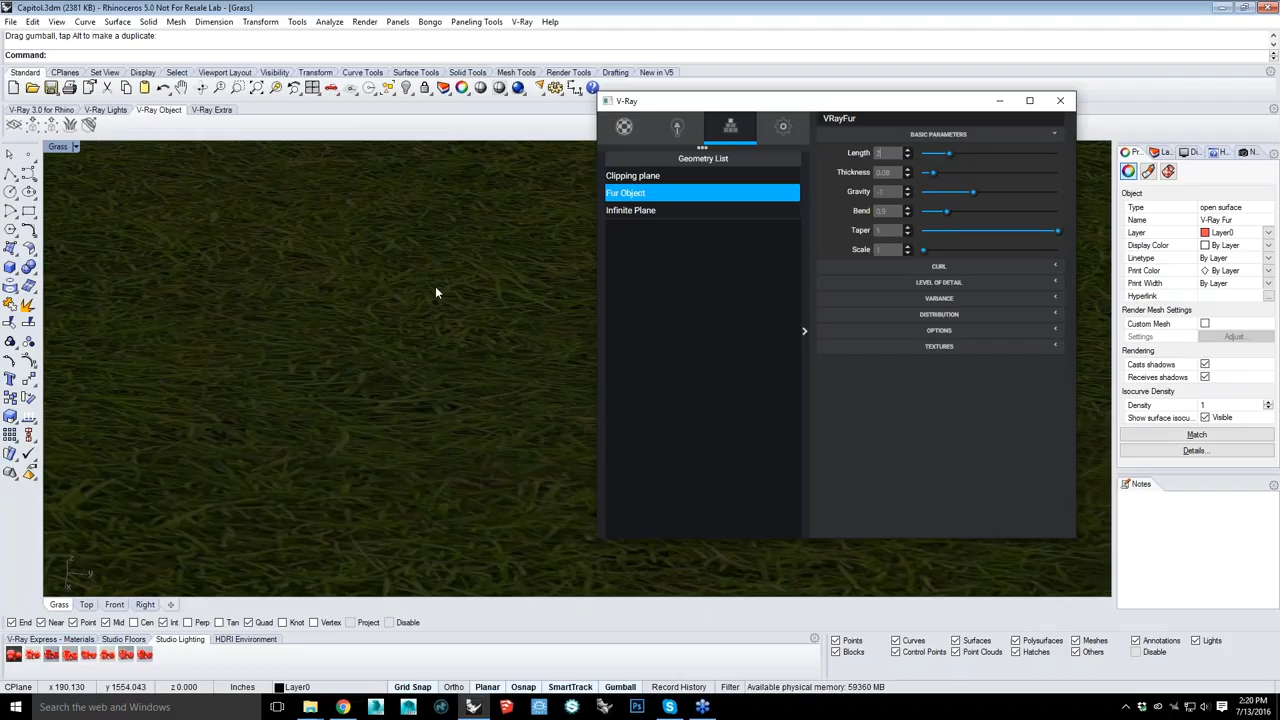 Capitol.3dm (2381 KB) - Rhinoceros 5.0 Not For Resale Lab - [Grass]
File Edit View Curve Surface Solid Mesh Dimension Transform Tools Analyze Render Panels Bongo Paneling Tools V-Ray Help
Drag gumball, tap Alt to make a duplicate:
Command:
Standard CPlanes Set View Display Select Viewport Layout Visibility Transform Curve Tools Surface Tools Solid Tools Mesh Tools Render Tools Drafting New in V5
V-Ray 3.0 for Rhino V-Ray Lights V-Ray Object V-Ray Extra
Grass
V-Ray
Geometry List
Clipping plane
Fur Object
Infinite Plane
VRayFur
BASIC PARAMETERS
Length 2
Thickness 0.08
Gravity -1
Bend 0.9
Taper 1
Scale 1
CURL
LEVEL OF DETAIL
VARIANCE
DISTRIBUTION
OPTIONS
TEXTURES
Pr... La... Di... H... N...
Object
Type open surface
Name V-Ray Fur
Layer Layer0
Display Color By Layer
Linetype By Layer
Print Color By Layer
Print Width By Layer
Hyperlink ...
Render Mesh Settings
Custom Mesh
Settings Adjust...
Rendering
Casts shadows
Receives shadows
Isocurve Density
Density 1
Show surface isocu... Visible
Match
Details...
Notes
z
y
x
Grass Top Front Right
End Near Point Mid Cen Int Perp Tan Quad Knot Vertex Project Disable
V-Ray Express - Materials Studio Floors Studio Lighting HDRI Environment
Points Curves Surfaces Polysurfaces Meshes Annotations Lights
Blocks Control Points Point Clouds Hatches Others Disable
CPlane x 190.130 y 1554.043 z 0.000 Inches Layer0 Grid Snap Ortho Planar Osnap SmartTrack Gumball Record History Filter Available physical memory: 59360 MB
Search the web and Windows
2:20 PM
7/13/2016